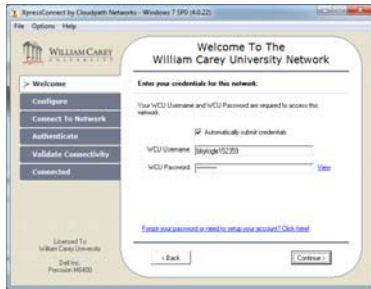 XpressConnect by Cloudpath Networks - Windows 7 SP0 (4.0.22)
File Options Help
WILLIAM CAREY
UNIVERSITY
Welcome To The
William Carey University Network
> Welcome
Configure
Connect To Network
Authenticate
Validate Connectivity
Connected
Licensed To
William Carey University
Dell Inc.
Precision M6400
Enter your credentials for this network:
Your WCU Username and WCU Password are required to access this
network.
Automatically submit credentials
WCU Username:
WCU Password:
View
Forgot your password or need to setup your account? Click here!
< Back
Continue >